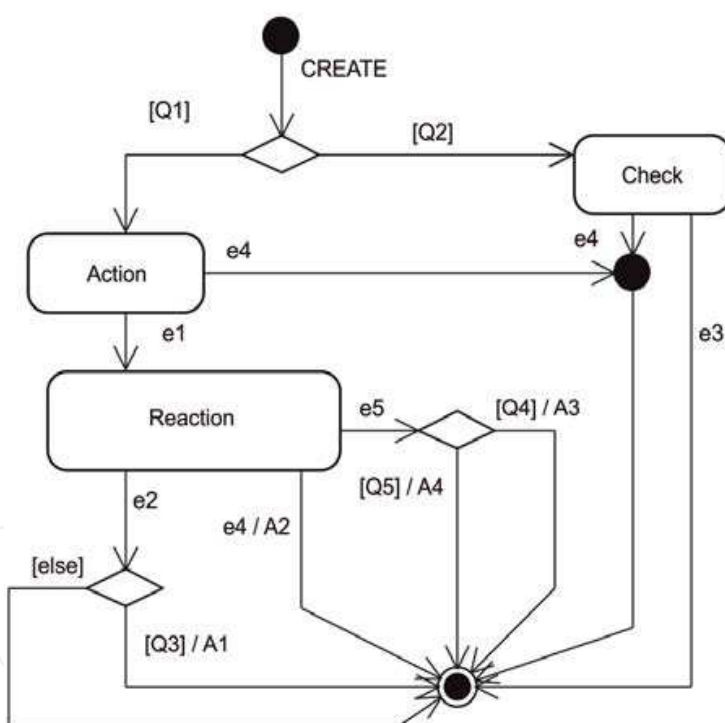 CREATE
[Q1]
[Q2]
Check
e4
Action
e4
e1
e3
Reaction
e5
[Q4] / A3
[Q5] / A4
e2
e4 / A2
[else]
[Q3] / A1